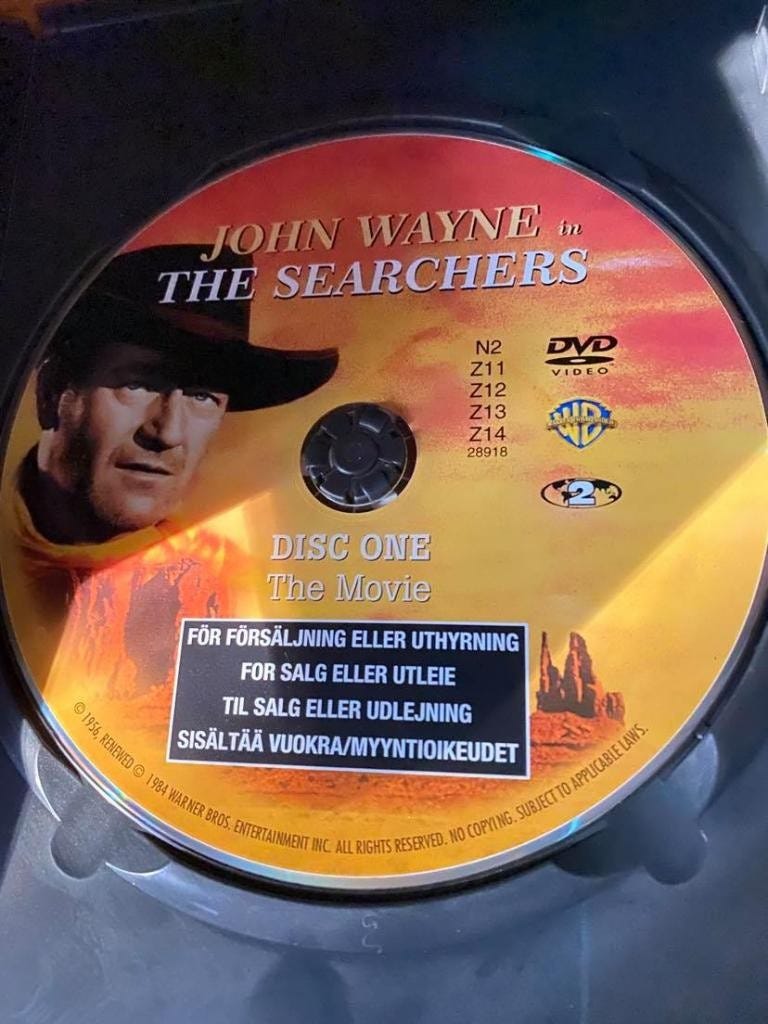 JOHN WAYNE in
THE SEARCHERS
N2
Z11
Z12
Z13
Z14
28918
DVD
VIDEO
WB
2
DISC ONE
The Movie
FÖR FÖRSÄLJNING ELLER UTHYRNING
FOR SALG ELLER UTLEIE
TIL SALG ELLER UDLEJNING
SISÄLTÄÄ VUOKRA/MYYNTIOIKEUDET
© 1956, RENEWED © 1984 WARNER BROS. ENTERTAINMENT INC. ALL RIGHTS RESERVED. NO COPYING. SUBJECT TO APPLICABLE LAWS.